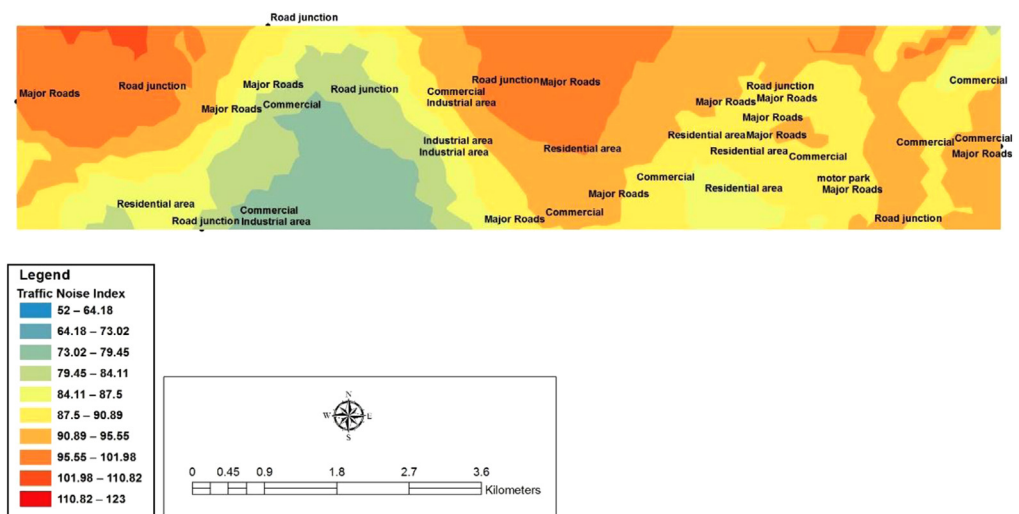 Road junction
Commercial
Major Roads
Road junction
Major Roads
Road junction
Road junction
Major Roads
Road junction
Major Roads
Commercial
Commercial
Industrial area
Major Roads
Major Roads
Major Roads
Commercial
Industrial area
Industrial area
Residential area
Residential area
Major Roads
Residential area
Commercial
Commercial
Commercial
Major Roads
Commercial
motor park
Major Roads
Residential area
Major Roads
Residential area
Road junction
Commercial
Industrial area
Major Roads
Commercial
Road junction
Legend
Traffic Noise Index
52 – 64.18
64.18 – 73.02
73.02 – 79.45
79.45 – 84.11
84.11 – 87.5
87.5 – 90.89
90.89 – 95.55
95.55 – 101.98
101.98 – 110.82
110.82 – 123
N
W E
S
0 0.45 0.9 1.8 2.7 3.6
Kilometers